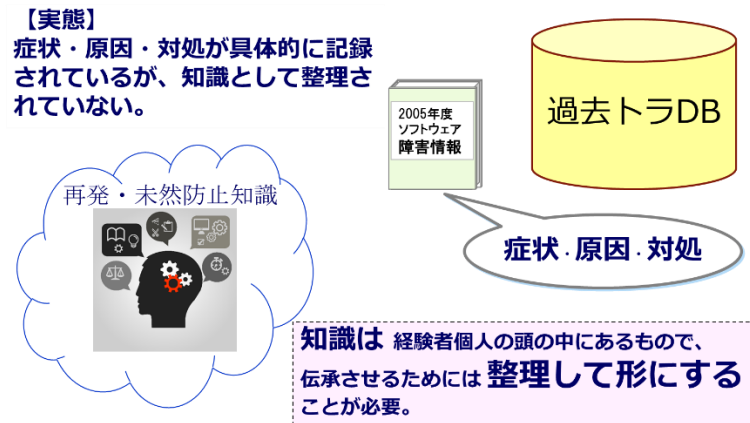 【実態】
症状・原因・対処が具体的に記録
されているが、知識として整理さ
れていない。
2005年度
ソフトウェア
障害情報
過去トラDB
再発・未然防止知識
症状・原因・対処
知識は 経験者個人の頭の中にあるもので、
伝承させるためには 整理して形にする
ことが必要。